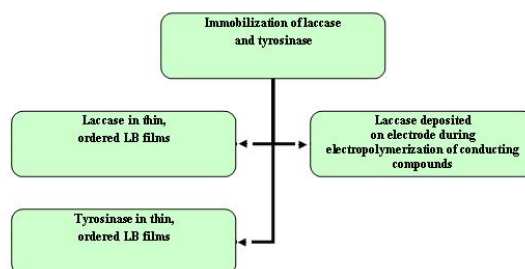 Immobilization of laccase
and tyrosinase
Laccase in thin,
ordered LB films
Laccase deposited
on electrode during
electropolymerization of conducting
compounds
Tyrosinase in thin,
ordered LB films